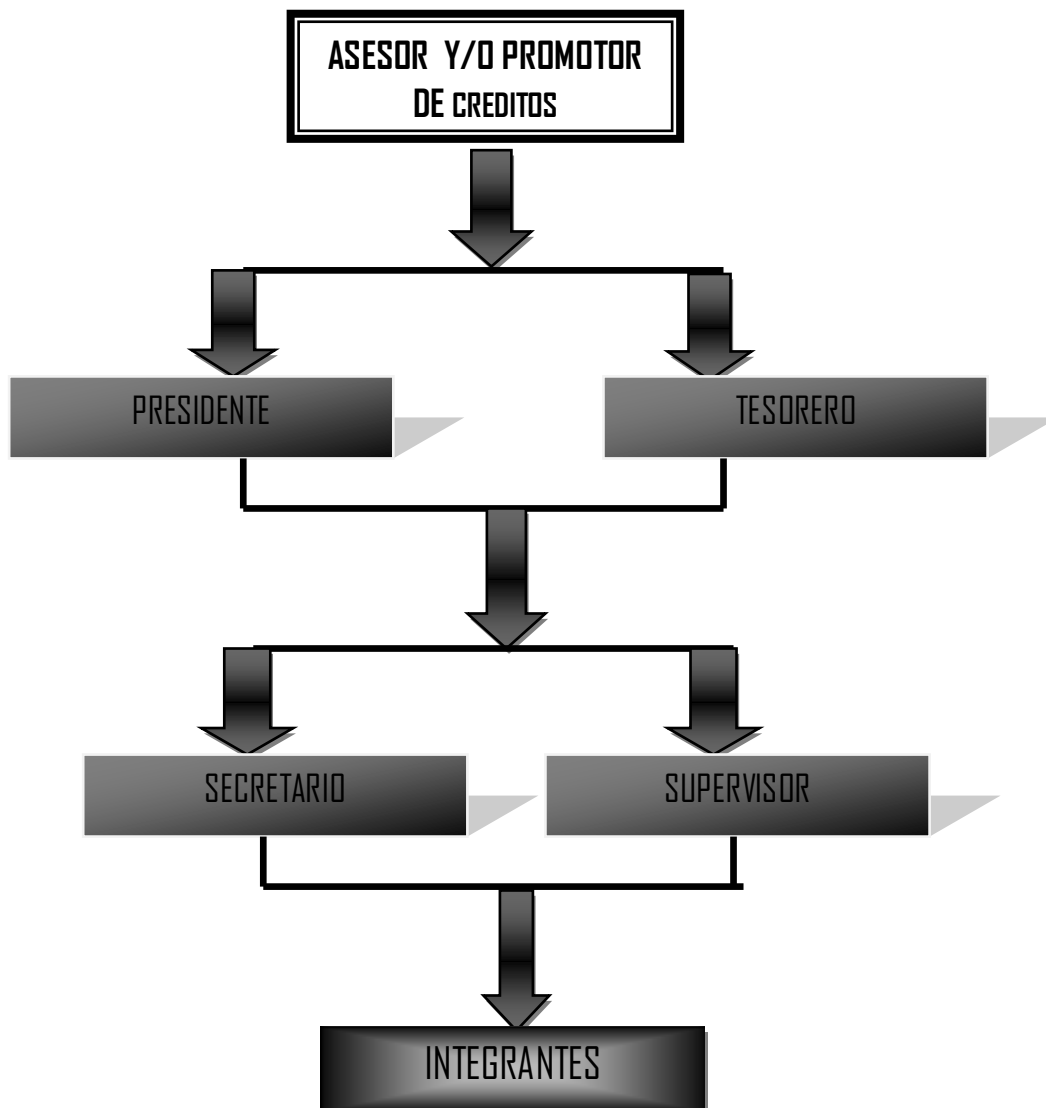 ASESOR Y/O PROMOTOR
DE CREDITOS
PRESIDENTE
TESORERO
SECRETARIO
SUPERVISOR
INTEGRANTES